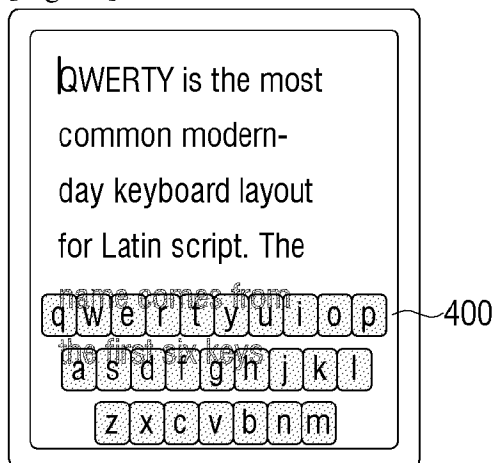 QWERTY is the most
common modern-
day keyboard layout
for Latin script. The
name comes from
q w e r t y u i o p
400
the first six keys
a s d f g h j k l
z x c v b n m